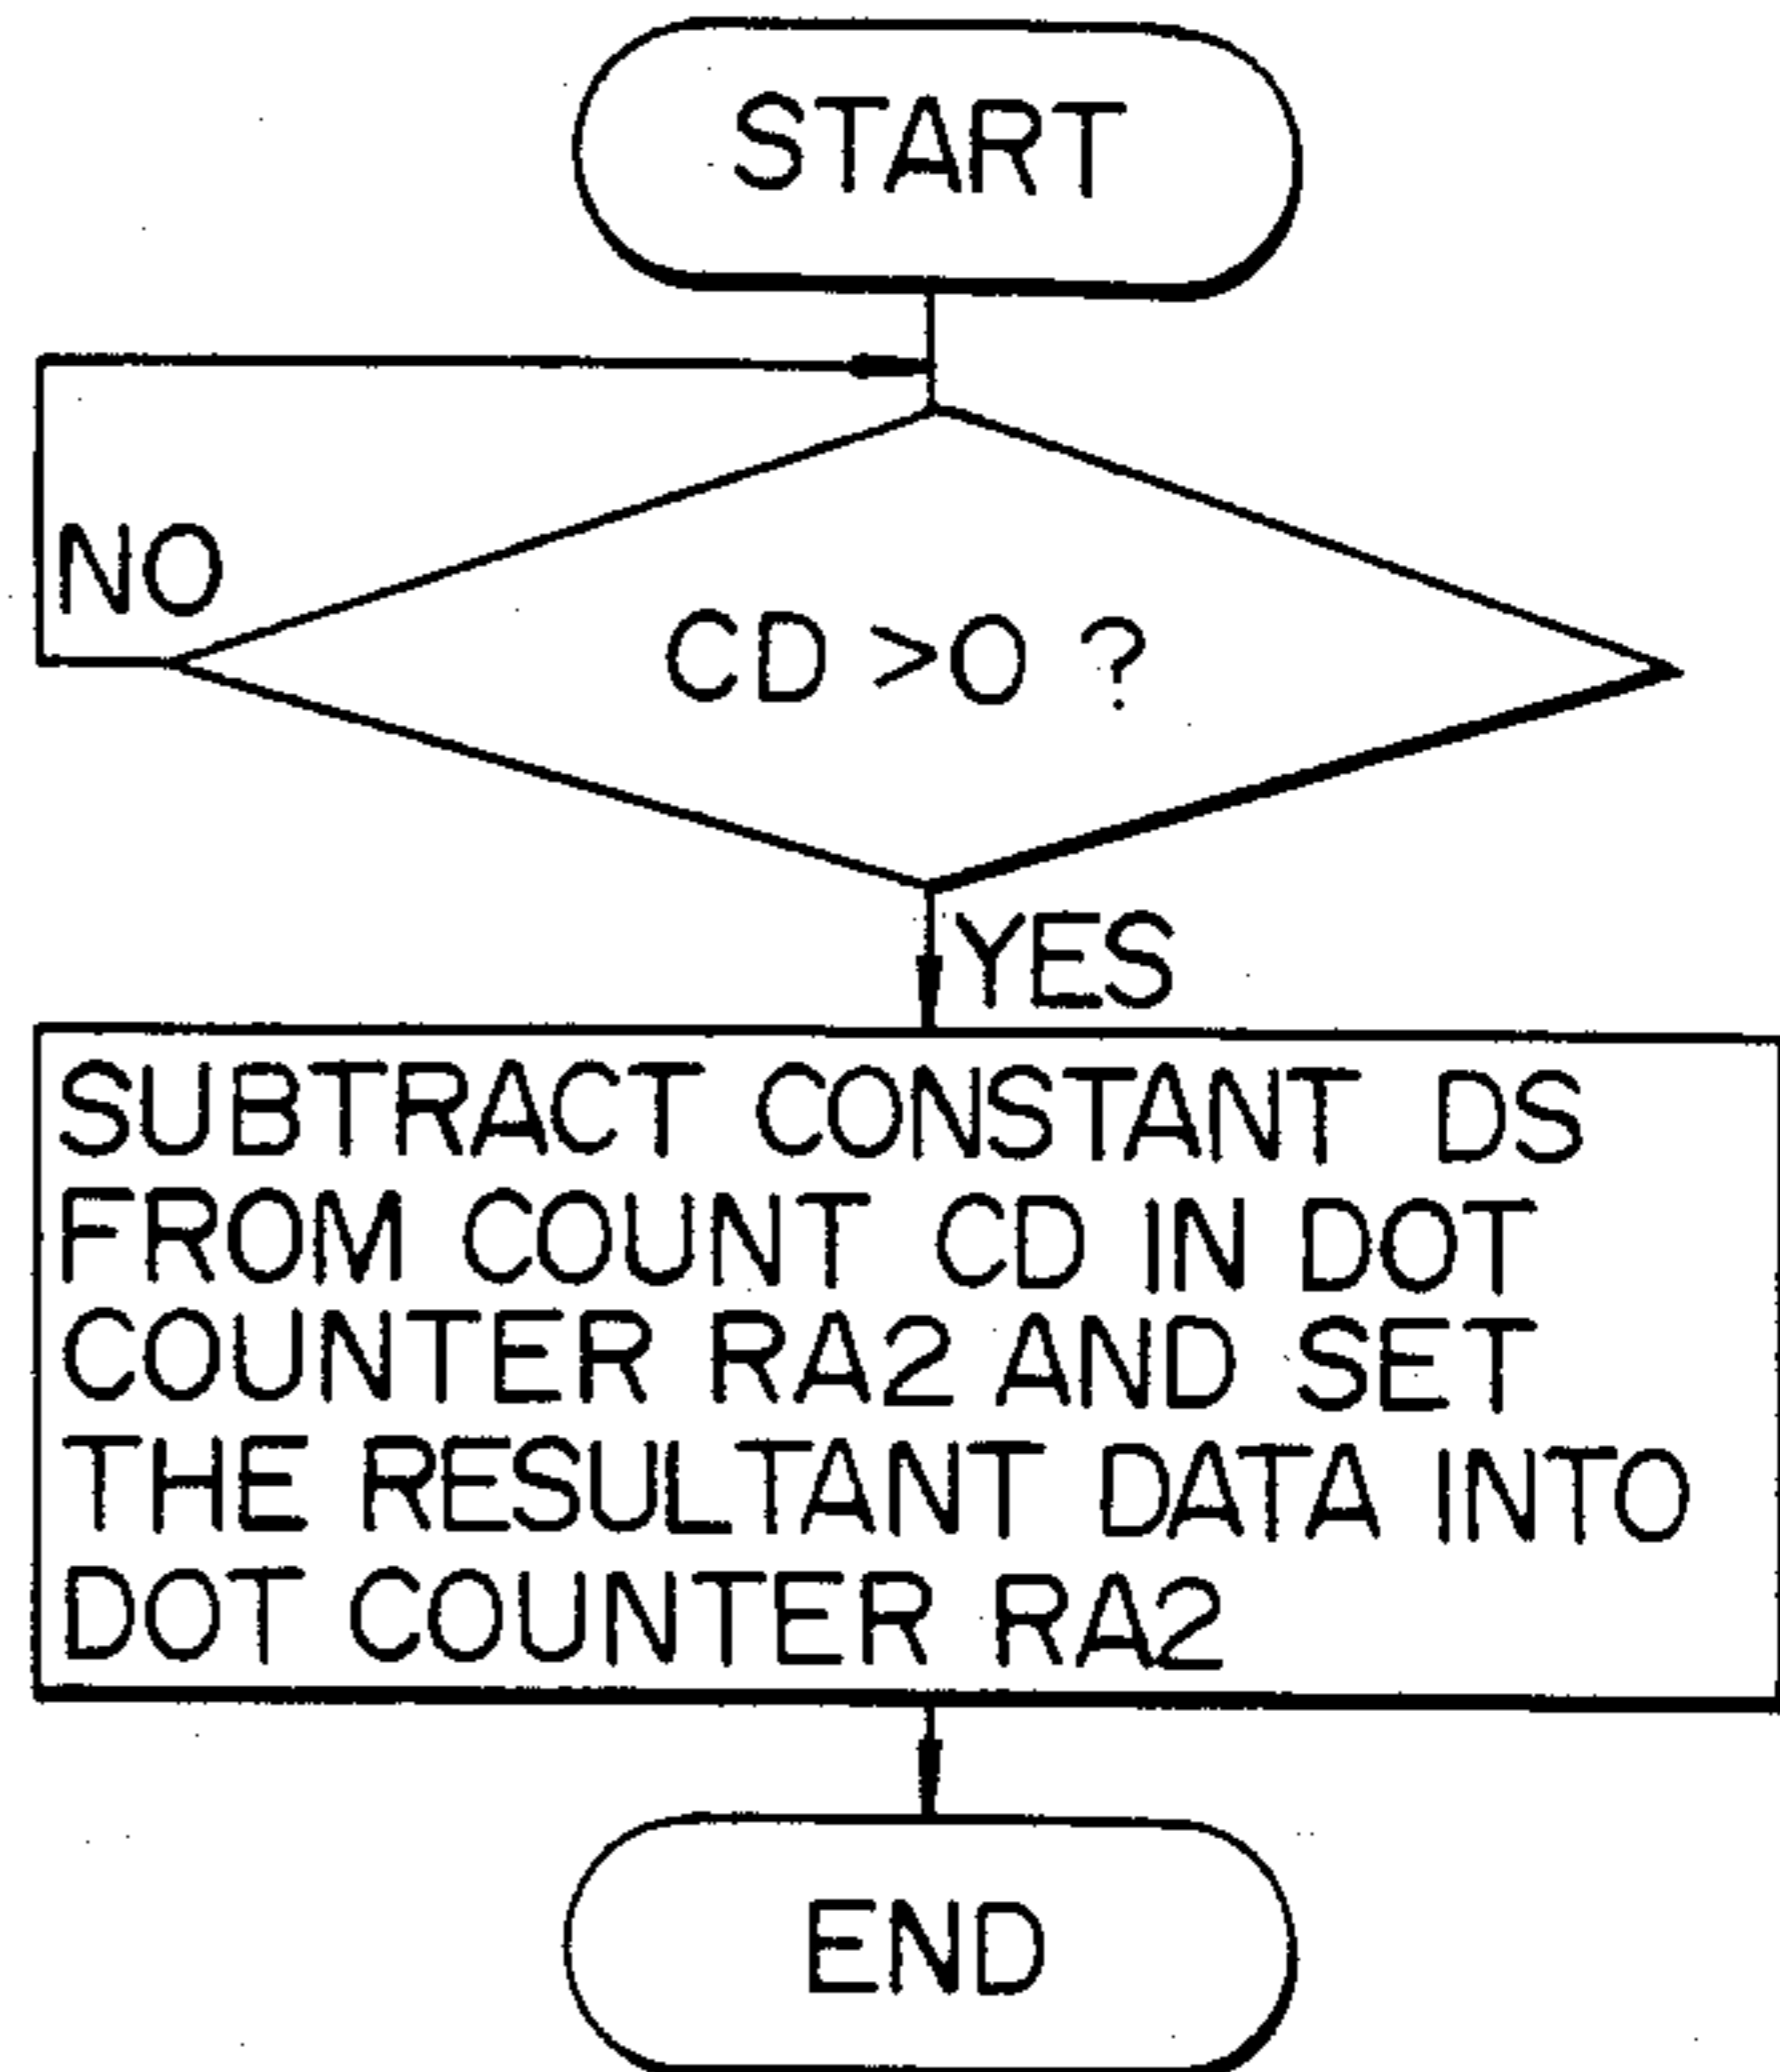 START
NO
CD >0 ?
YES
SUBTRACT CONSTANT DS
FROM COUNT CD IN DOT
COUNTER RA2 AND SET
THE RESULTANT DATA INTO
DOT COUNTER RA2
END